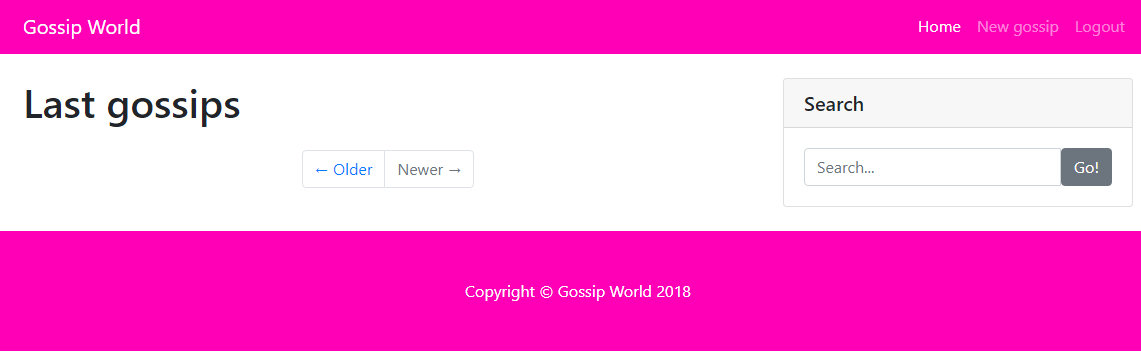 Gossip World
Home New gossip Logout
Last gossips
← Older Newer →
Search
Search... Go!
Copyright © Gossip World 2018